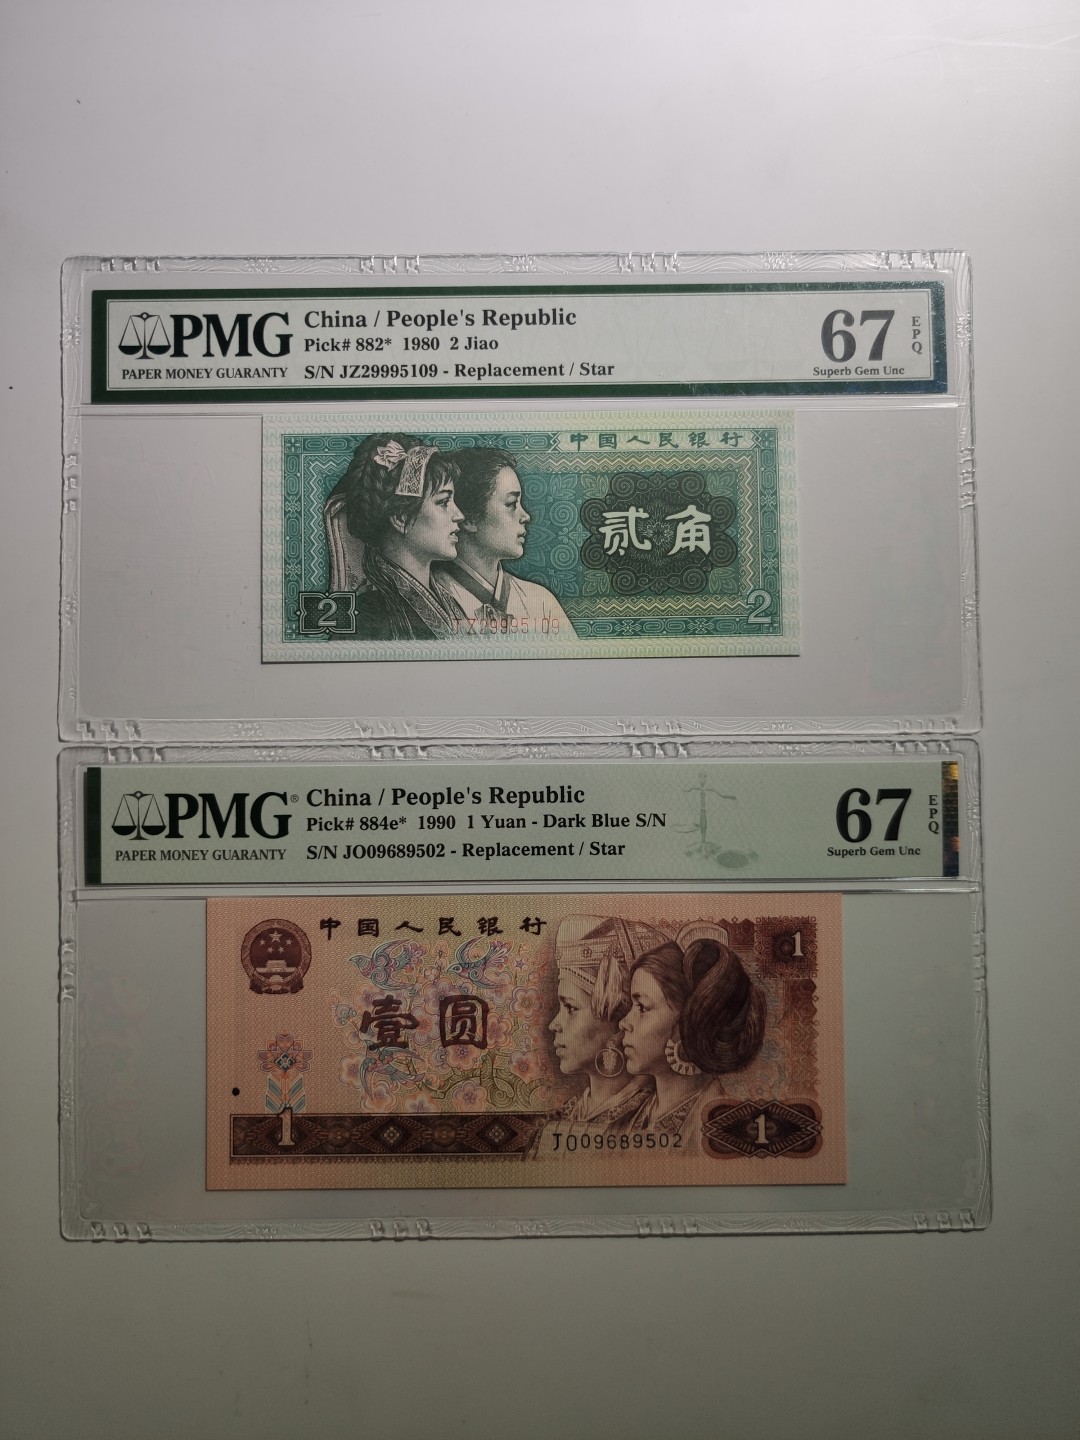 PMG
PAPER MONEY GUARANTY
China / People's Republic
Pick# 882* 1980 2 Jiao
S/N JZ29995109 - Replacement / Star
67
EPQ
Superb Gem Unc
中国人民银行
贰角
2
2
JZ29995109
PMG®
PAPER MONEY GUARANTY
China / People's Republic
Pick# 884e* 1990 1 Yuan - Dark Blue S/N
S/N JO09689502 - Replacement / Star
67
EPQ
Superb Gem Unc
中国人民银行
1
壹圆
1
1
JO09689502